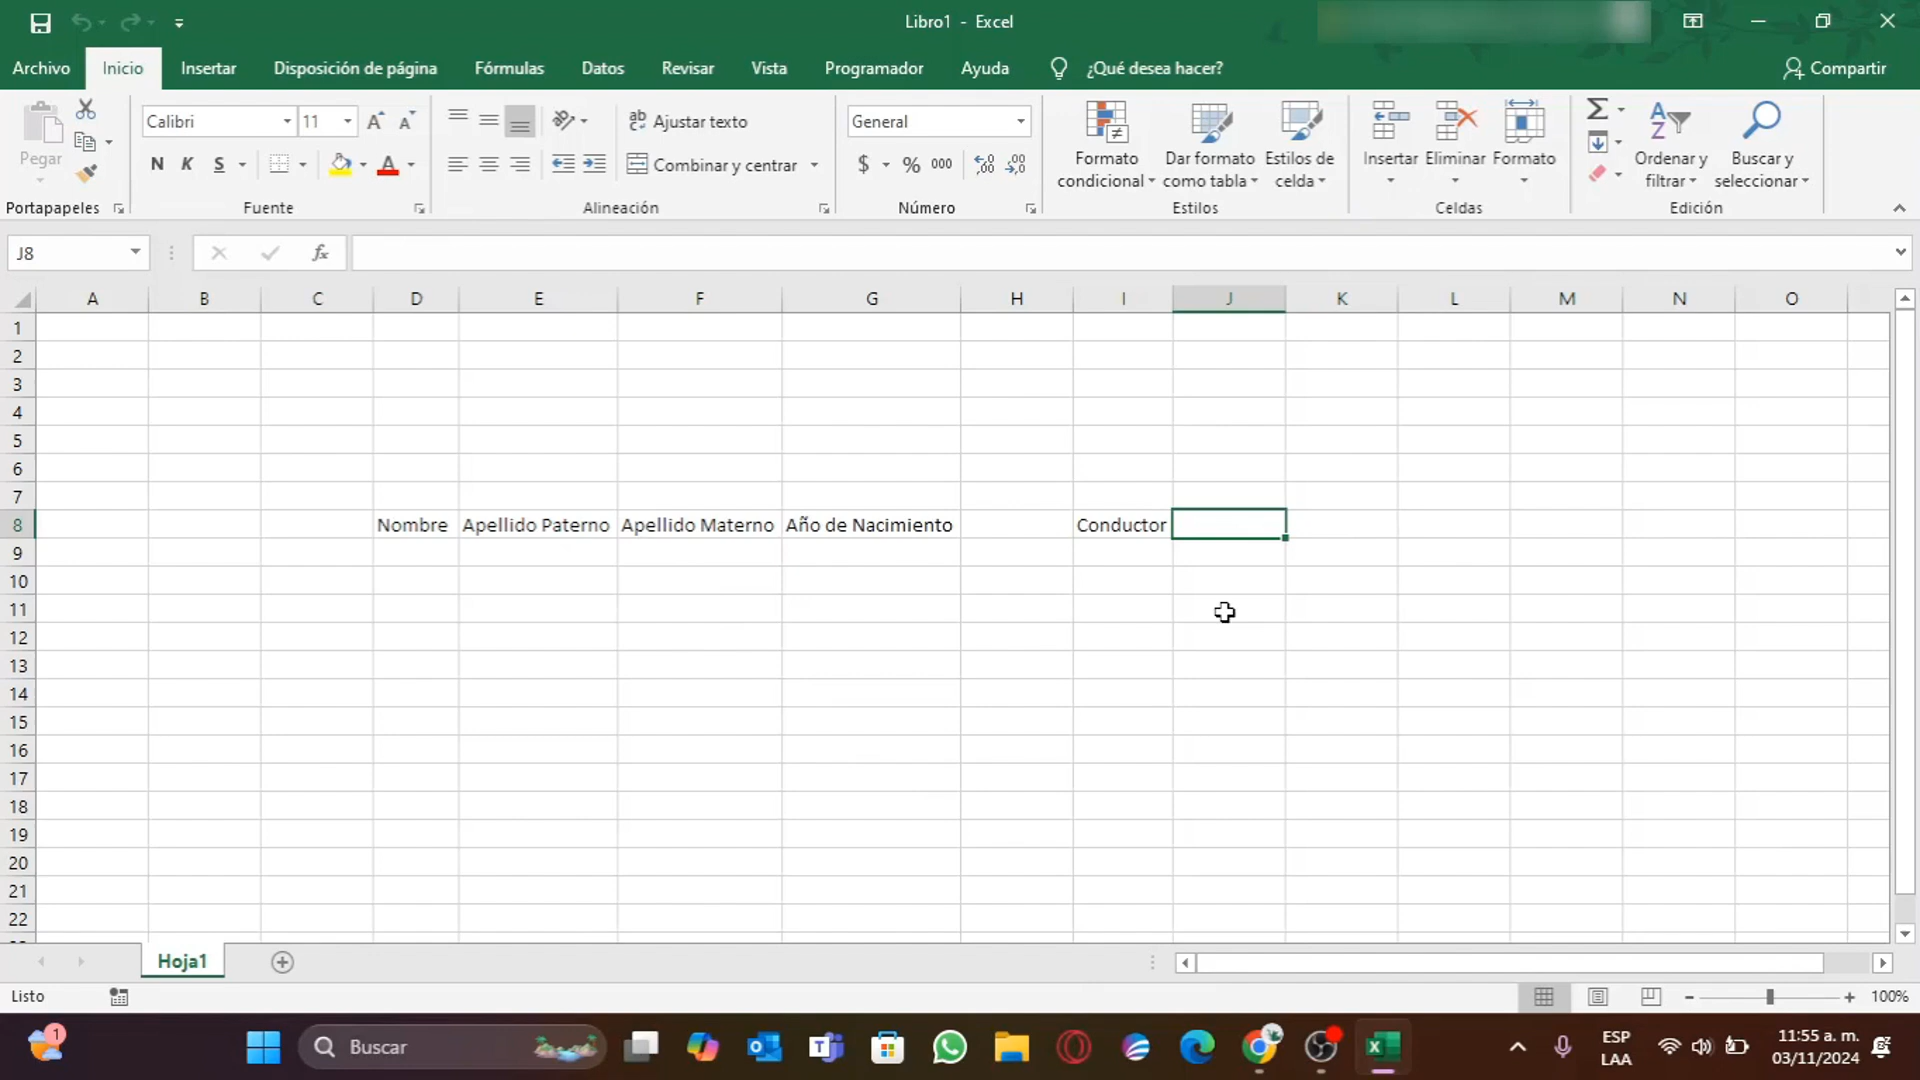 Libro1 - Excel
Archivo Inicio Insertar Disposición de página Fórmulas Datos Revisar Vista Programador Ayuda ¿Qué desea hacer? Compartir
Pegar
Calibri 11
N K S
Ajustar texto
Combinar y centrar
General
$ % 000
Formato condicional
Dar formato como tabla
Estilos de celda
Insertar Eliminar Formato
Ordenar y filtrar
Buscar y seleccionar
Portapapeles Fuente Alineación Número Estilos Celdas Edición
J8 fx
A B C D E F G H I J K L M N O
1
2
3
4
5
6
7
8 Nombre Apellido Paterno Apellido Materno Año de Nacimiento Conductor
9
10
11
12
13
14
15
16
17
18
19
20
21
22
Hoja1
Listo 100%
1 Buscar ESP LAA 11:55 a. m. 03/11/2024